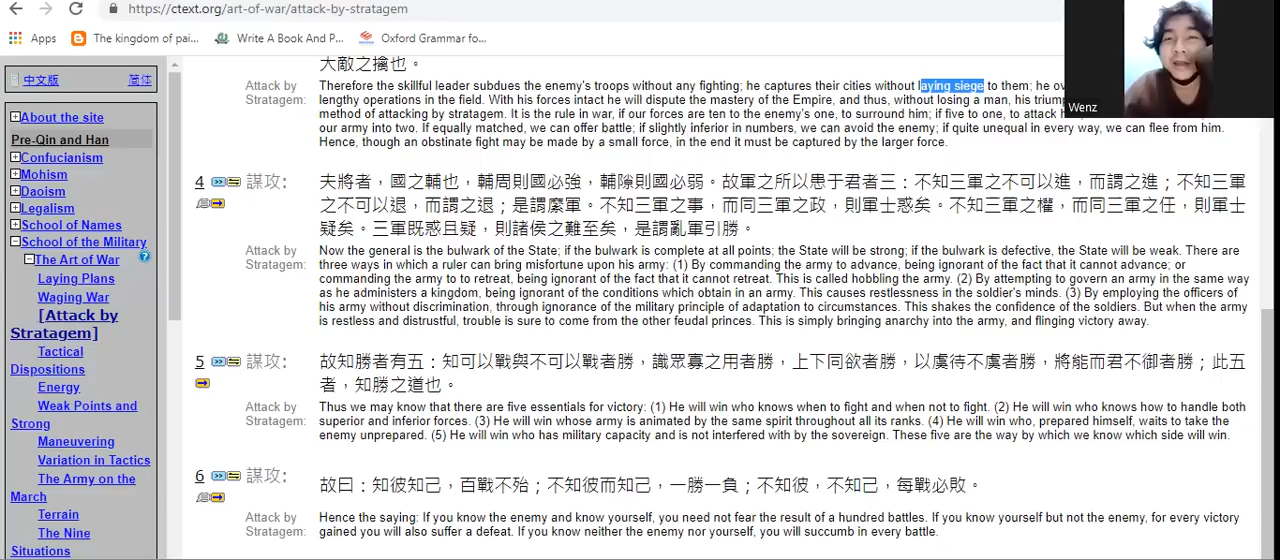 https://ctext.org/art-of-war/attack-by-stratagem
Apps The kingdom of pai... Write A Book And P... Oxford Grammar fo...
中文版 简体
About the site
Pre-Qin and Han
Confucianism
Mohism
Daoism
Legalism
School of Names
School of the Military
The Art of War
Laying Plans
Waging War
[Attack by
Stratagem]
Tactical
Dispositions
Energy
Weak Points and
Strong
Maneuvering
Variation in Tactics
The Army on the
March
Terrain
The Nine
Situations
大敵之擒也。
Attack by
Stratagem:
Therefore the skillful leader subdues the enemy's troops without any fighting; he captures their cities without laying siege to them; he ov
lengthy operations in the field. With his forces intact he will dispute the mastery of the Empire, and thus, without losing a man, his trium
method of attacking by stratagem. It is the rule in war, if our forces are ten to the enemy's one, to surround him; if five to one, to attack h
our army into two. If equally matched, we can offer battle; if slightly inferior in numbers, we can avoid the enemy; if quite unequal in every way, we can flee from him.
Hence, though an obstinate fight may be made by a small force, in the end it must be captured by the larger force.
4 謀攻:
夫將者，國之輔也，輔周則國必強，輔隙則國必弱。故軍之所以患于君者三：不知三軍之不可以進，而謂之進；不知三軍
之不可以退，而謂之退；是謂縻軍。不知三軍之事，而同三軍之政，則軍士惑矣。不知三軍之權，而同三軍之任，則軍士
疑矣。三軍既惑且疑，則諸侯之難至矣，是謂亂軍引勝。
Attack by
Stratagem:
Now the general is the bulwark of the State; if the bulwark is complete at all points; the State will be strong; if the bulwark is defective, the State will be weak. There are
three ways in which a ruler can bring misfortune upon his army: (1) By commanding the army to advance, being ignorant of the fact that it cannot advance; or
commanding the army to to retreat, being ignorant of the fact that it cannot retreat. This is called hobbling the army. (2) By attempting to govern an army in the same way
as he administers a kingdom, being ignorant of the conditions which obtain in an army. This causes restlessness in the soldier's minds. (3) By employing the officers of
his army without discrimination, through ignorance of the military principle of adaptation to circumstances. This shakes the confidence of the soldiers. But when the army
is restless and distrustful, trouble is sure to come from the other feudal princes. This is simply bringing anarchy into the army, and flinging victory away.
5 謀攻:
故知勝者有五：知可以戰與不可以戰者勝，識眾寡之用者勝，上下同欲者勝，以虞待不虞者勝，將能而君不御者勝；此五
者，知勝之道也。
Attack by
Stratagem:
Thus we may know that there are five essentials for victory: (1) He will win who knows when to fight and when not to fight. (2) He will win who knows how to handle both
superior and inferior forces. (3) He will win whose army is animated by the same spirit throughout all its ranks. (4) He will win who, prepared himself, waits to take the
enemy unprepared. (5) He will win who has military capacity and is not interfered with by the sovereign. These five are the way by which we know which side will win.
6 謀攻:
故曰：知彼知己，百戰不殆；不知彼而知己，一勝一負；不知彼，不知己，每戰必敗。
Attack by
Stratagem:
Hence the saying: If you know the enemy and know yourself, you need not fear the result of a hundred battles. If you know yourself but not the enemy, for every victory
gained you will also suffer a defeat. If you know neither the enemy nor yourself, you will succumb in every battle.
Wenz